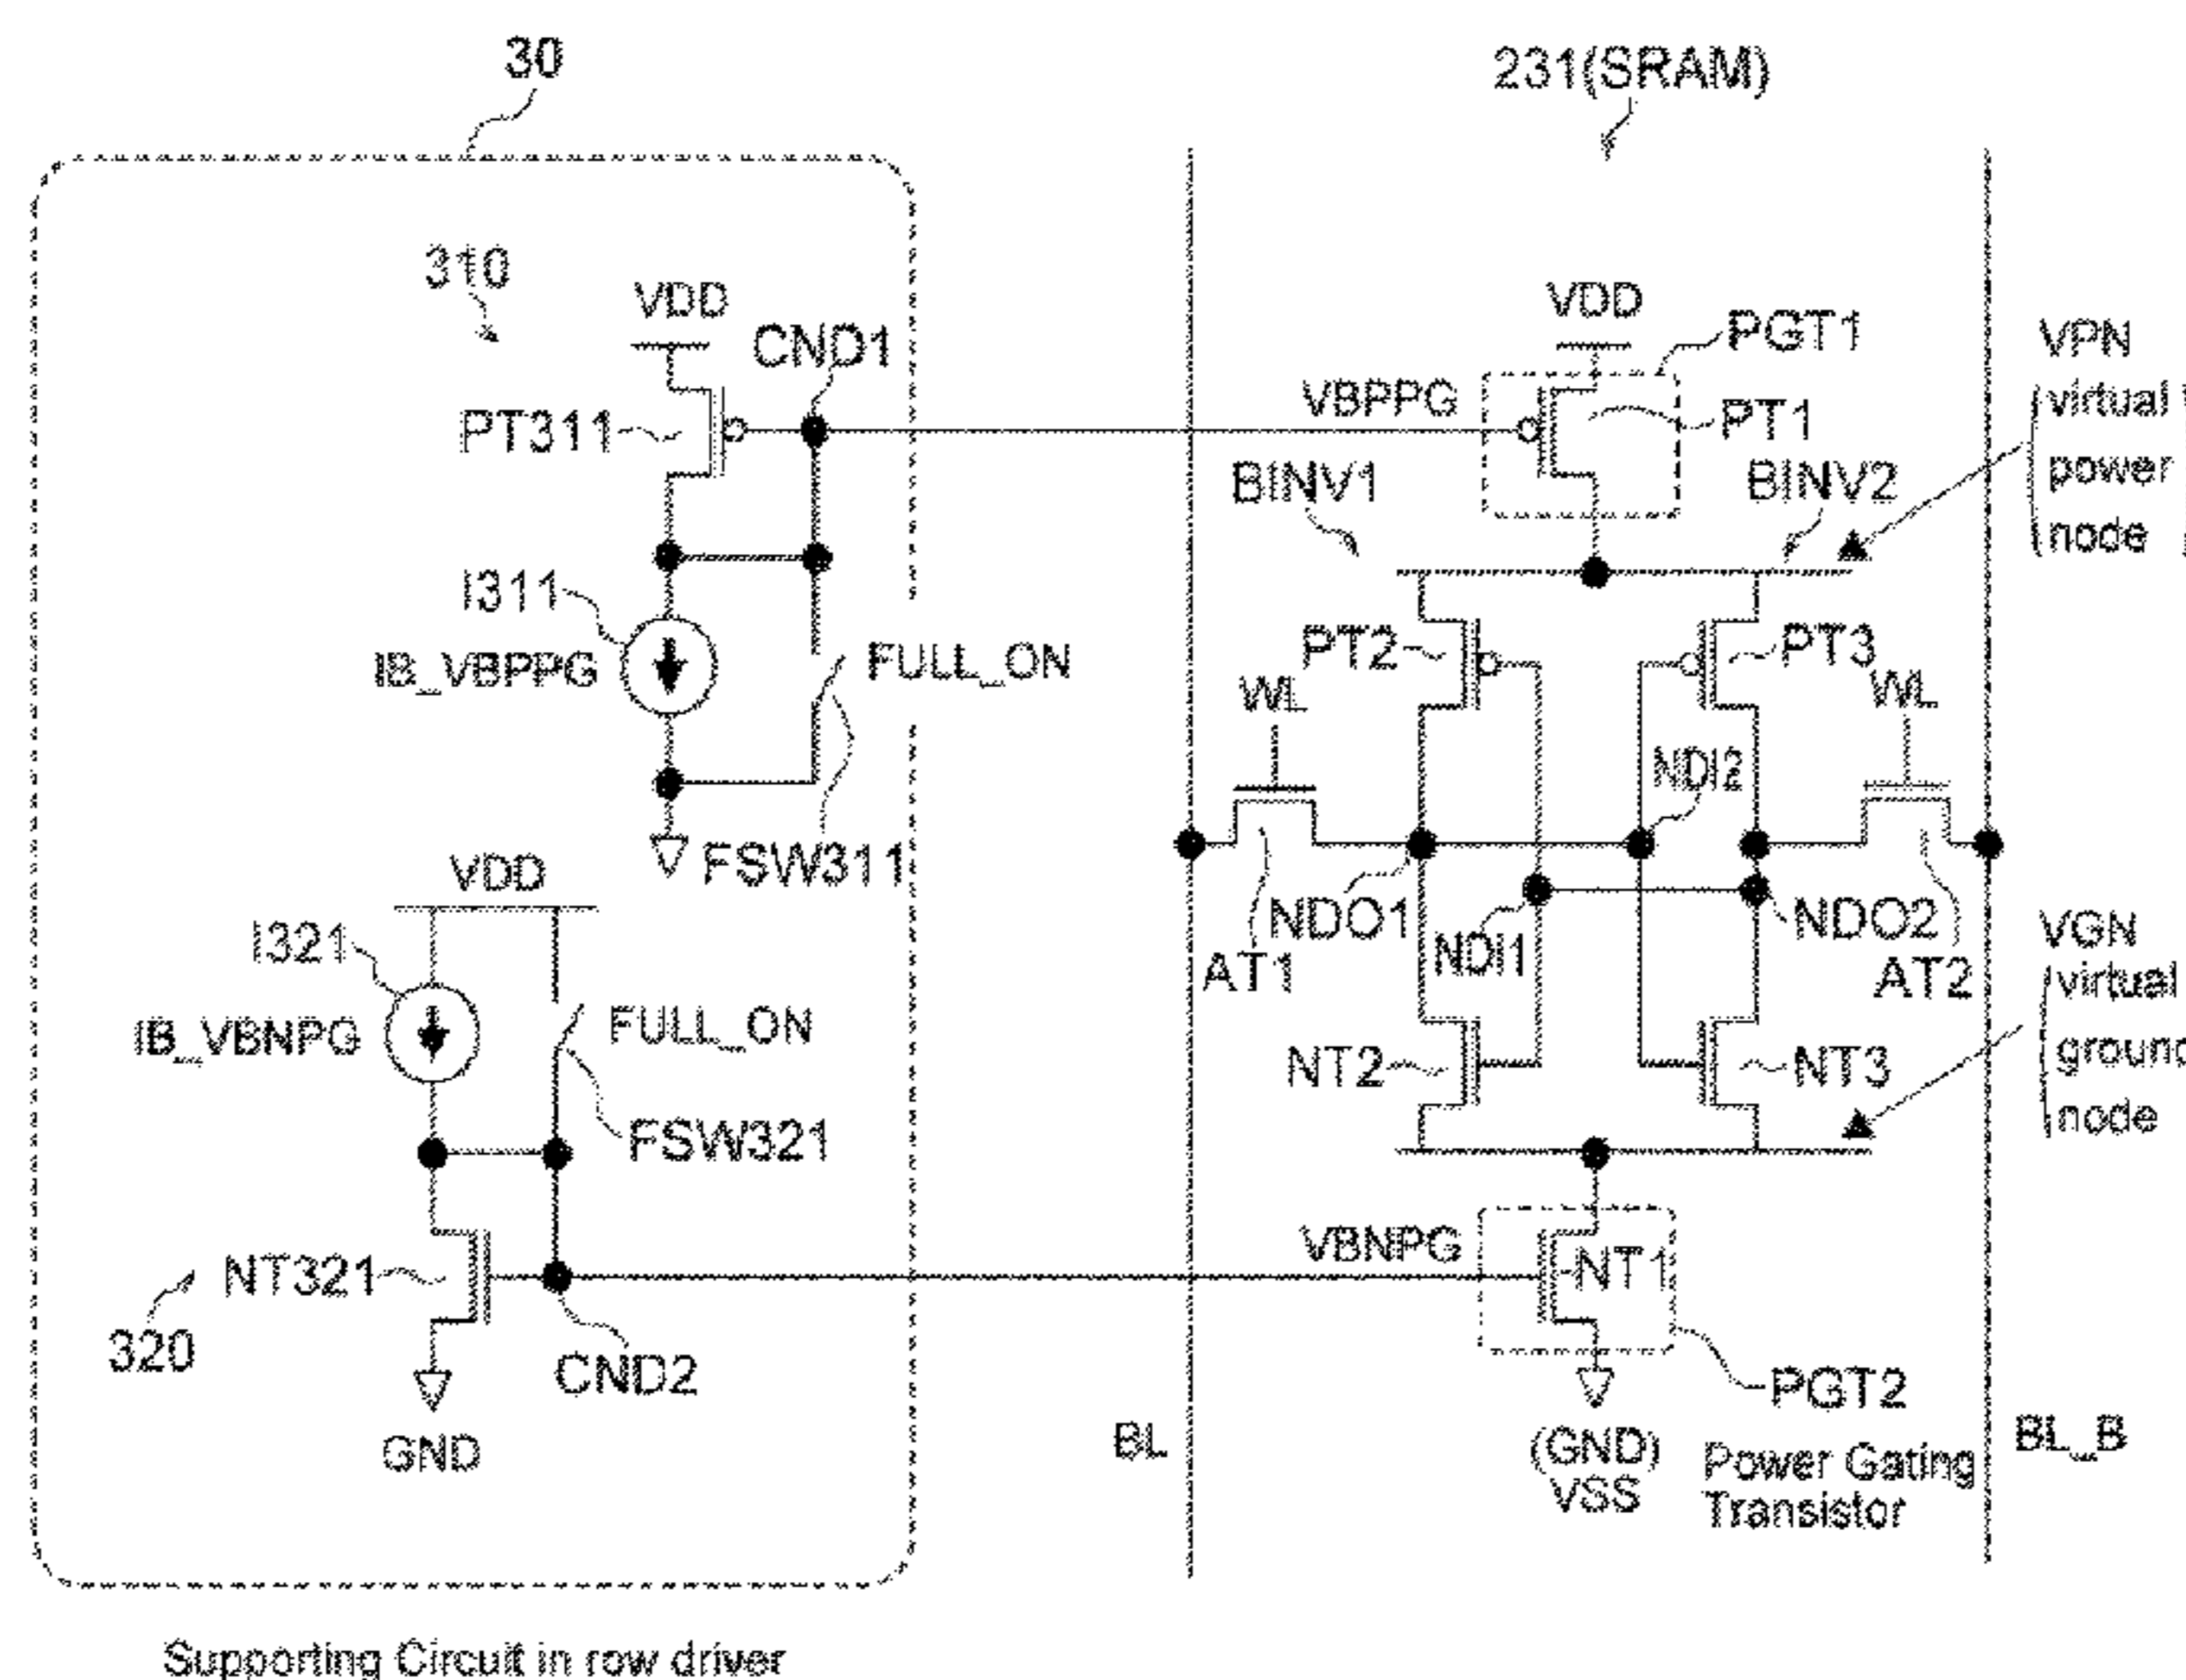 30
231(SRAM)
310
VDD
CND1
PT311
I311
IB_VBPPG
FULL_ON
FSW311
VDD
I321
IB_VBNPG
FULL_ON
FSW321
NT321
320
CND2
GND
Supporting Circuit in row driver
VDD
PGT1
VBPPG
PT1
BINV1
BINV2
VPN
virtual
power
node
PT2
PT3
WL
WL
NDI2
NDO1
NDI1
NDO2
AT1
AT2
VGN
virtual
ground
node
NT2
NT3
VBNPG
NT1
PGT2
BL
(GND)
VSS
Power Gating
Transistor
BL_B